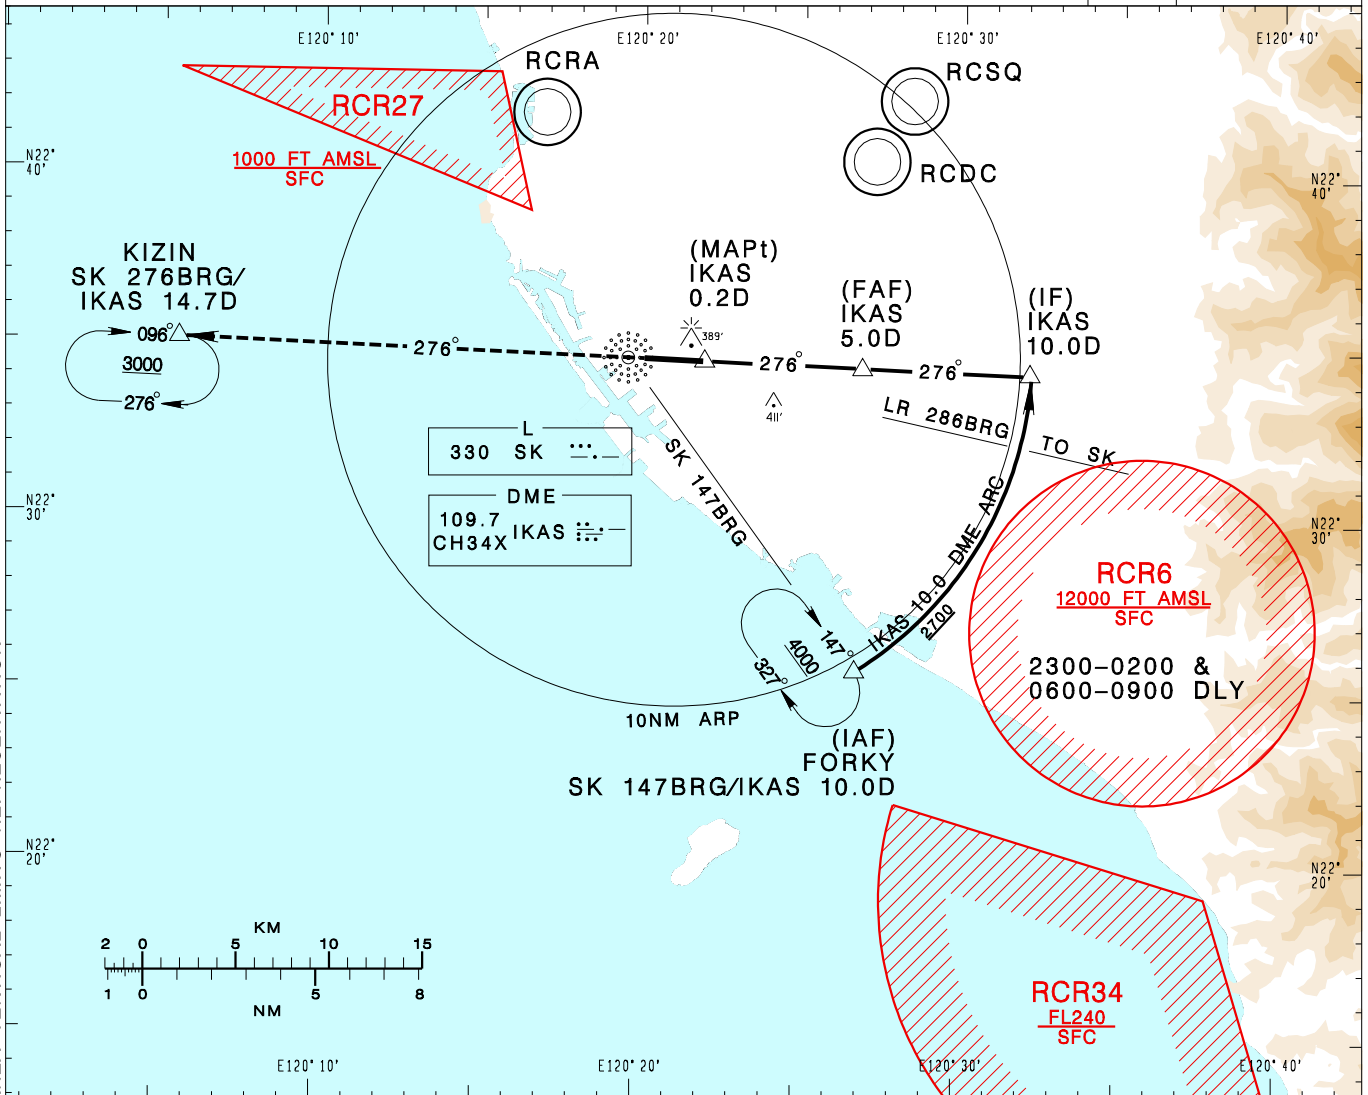 E120° 10'
E120° 20'
E120° 30'
E120° 40'
RCRA
RCSQ
RCR27
N22°
40'
1000 FT AMSL
SFC
RCDC
N22°
40'
KIZIN
SK 276BRG/
IKAS 14.7D
(MAPt)
IKAS
0.2D
(FAF)
IKAS
5.0D
(IF)
IKAS
10.0D
389'
096°
3000
276°
276°
276°
276°
411'
LR 286BRG TO SK
L
330 SK
DME
109.7
CH34X
IKAS
SK 147BRG
N22°
30'
N22°
30'
IKAS 10.0 DME ARC
2700
RCR6
12000 FT AMSL
SFC
2300-0200 &
0600-0900 DLY
147°
4000
327°
10NM ARP
(IAF)
FORKY
SK 147BRG/IKAS 10.0D
N22°
20'
N22°
20'
KM
2 0 5 10 15
1 0 5 8
NM
RCR34
FL240
SFC
E120° 10'
E120° 20'
E120° 30'
E120° 40'